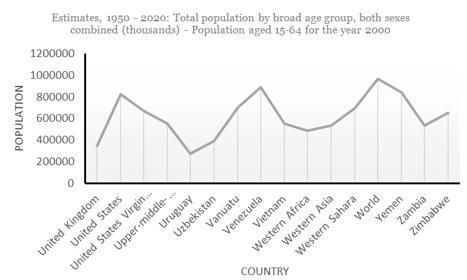 Estimates, 1950 - 2020: Total population by broad age group, both sexes
combined (thousands) - Population aged 15-64 for the year 2000
1200000
1000000
800000
600000
400000
200000
0
POPULATION
United Kingdom
United States
United States Virgin...
Upper-middle-...
Uruguay
Uzbekistan
Vanuatu
Venezuela
Vietnam
Western Africa
Western Asia
Western Sahara
World
Yemen
Zambia
Zimbabwe
COUNTRY